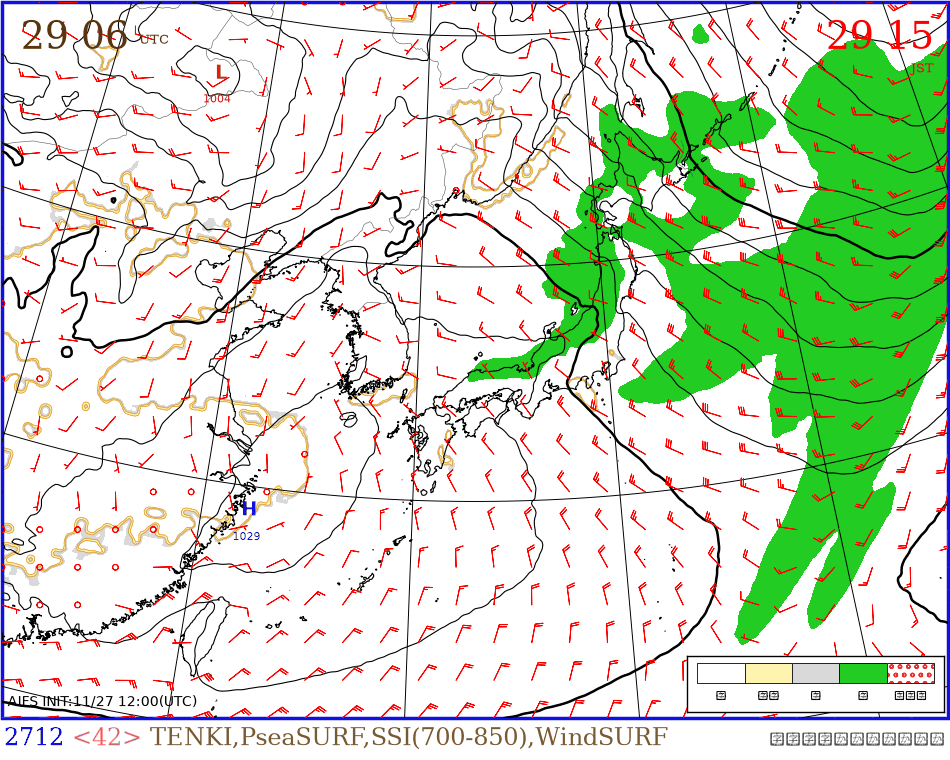 29 06 UTC
29 15 JST
L
1004
H
1029
AJES INIT:11/27 12:00(UTC)
2712 <42> TENKI,PseaSURF,SSI(700-850),WindSURF